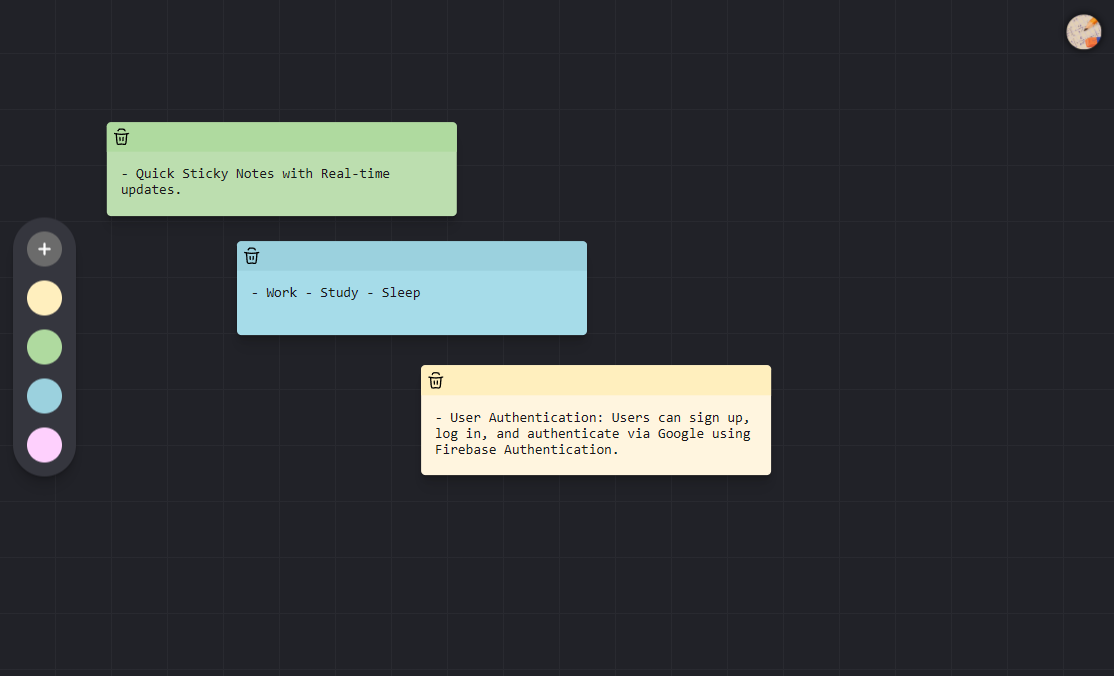 - Quick Sticky Notes with Real-time
updates.
- Work - Study - Sleep
- User Authentication: Users can sign up,
log in, and authenticate via Google using
Firebase Authentication.